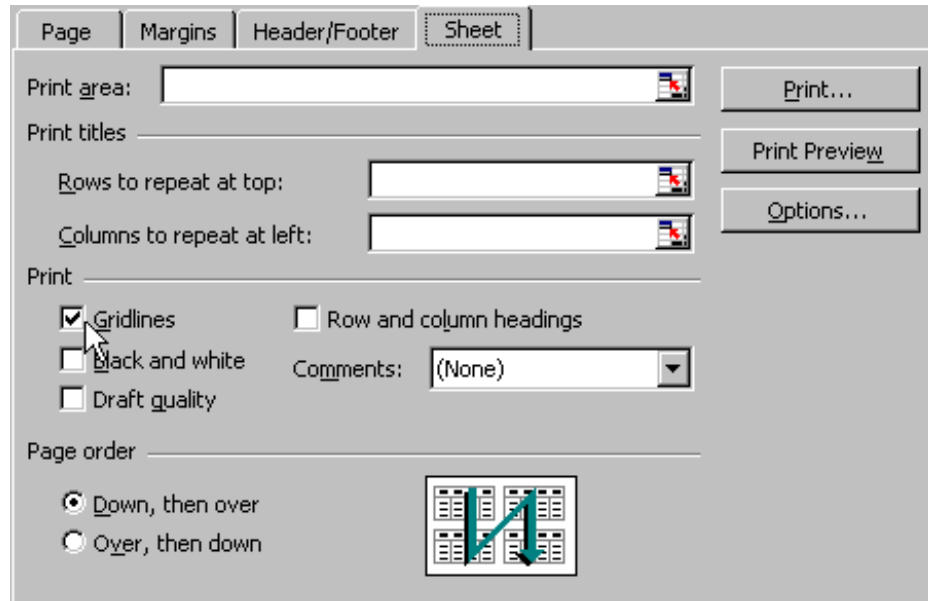 Page Margins Header/Footer Sheet
Print area:
Print...
Print titles
Print Preview
Rows to repeat at top:
Options...
Columns to repeat at left:
Print
Gridlines Row and column headings
Black and white Comments: (None)
Draft quality
Page order
Down, then over
Over, then down